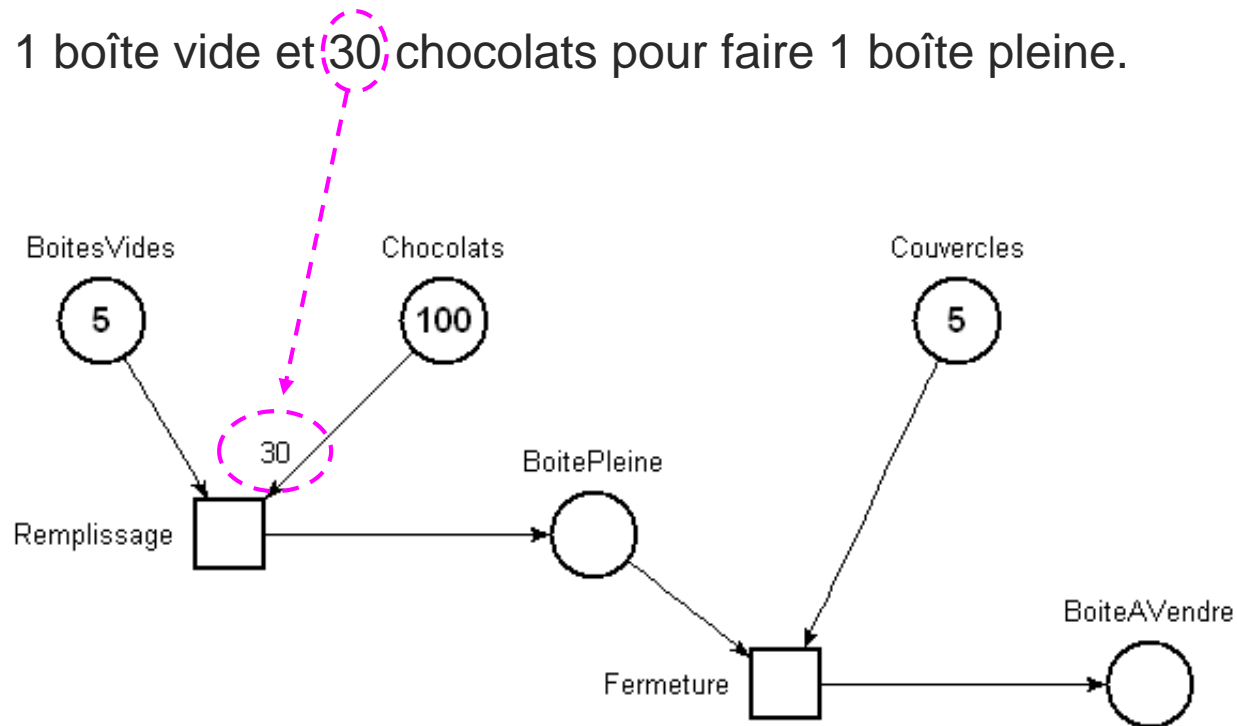 1 boîte vide et 30 chocolats pour faire 1 boîte pleine.
BoitesVides
Chocolats
Couvercles
5
100
5
30
BoitePleine
Remplissage
BoiteAVendre
Fermeture